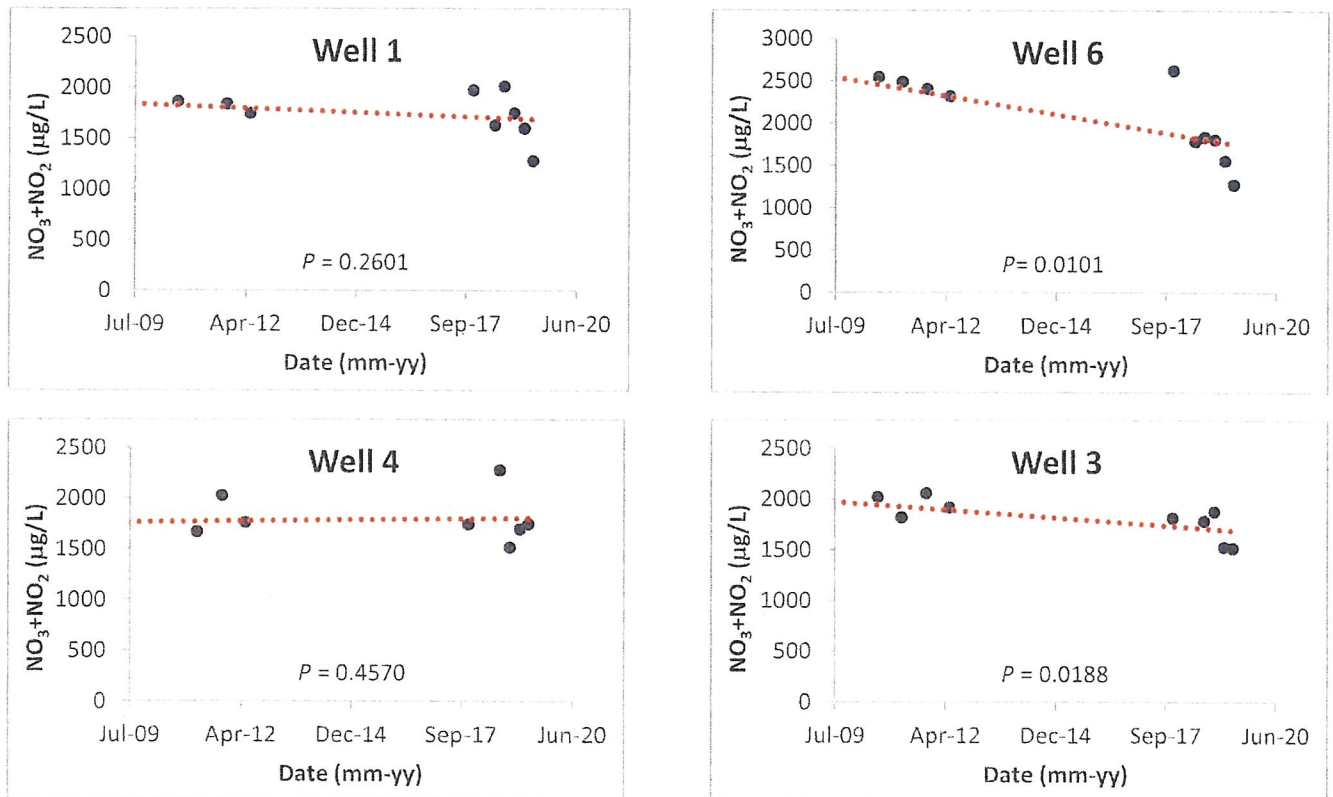 Well 1
2500
2000
1500
1000
500
0
NO₃+NO₂ (µg/L)
P = 0.2601
Jul-09 Apr-12 Dec-14 Sep-17 Jun-20
Date (mm-yy)
Well 6
3000
2500
2000
1500
1000
500
0
NO₃+NO₂ (µg/L)
P= 0.0101
Jul-09 Apr-12 Dec-14 Sep-17 Jun-20
Date (mm-yy)
Well 4
2500
2000
1500
1000
500
0
NO₃+NO₂ (µg/L)
P = 0.4570
Jul-09 Apr-12 Dec-14 Sep-17 Jun-20
Date (mm-yy)
Well 3
2500
2000
1500
1000
500
0
NO₃+NO₂ (µg/L)
P = 0.0188
Jul-09 Apr-12 Dec-14 Sep-17 Jun-20
Date (mm-yy)